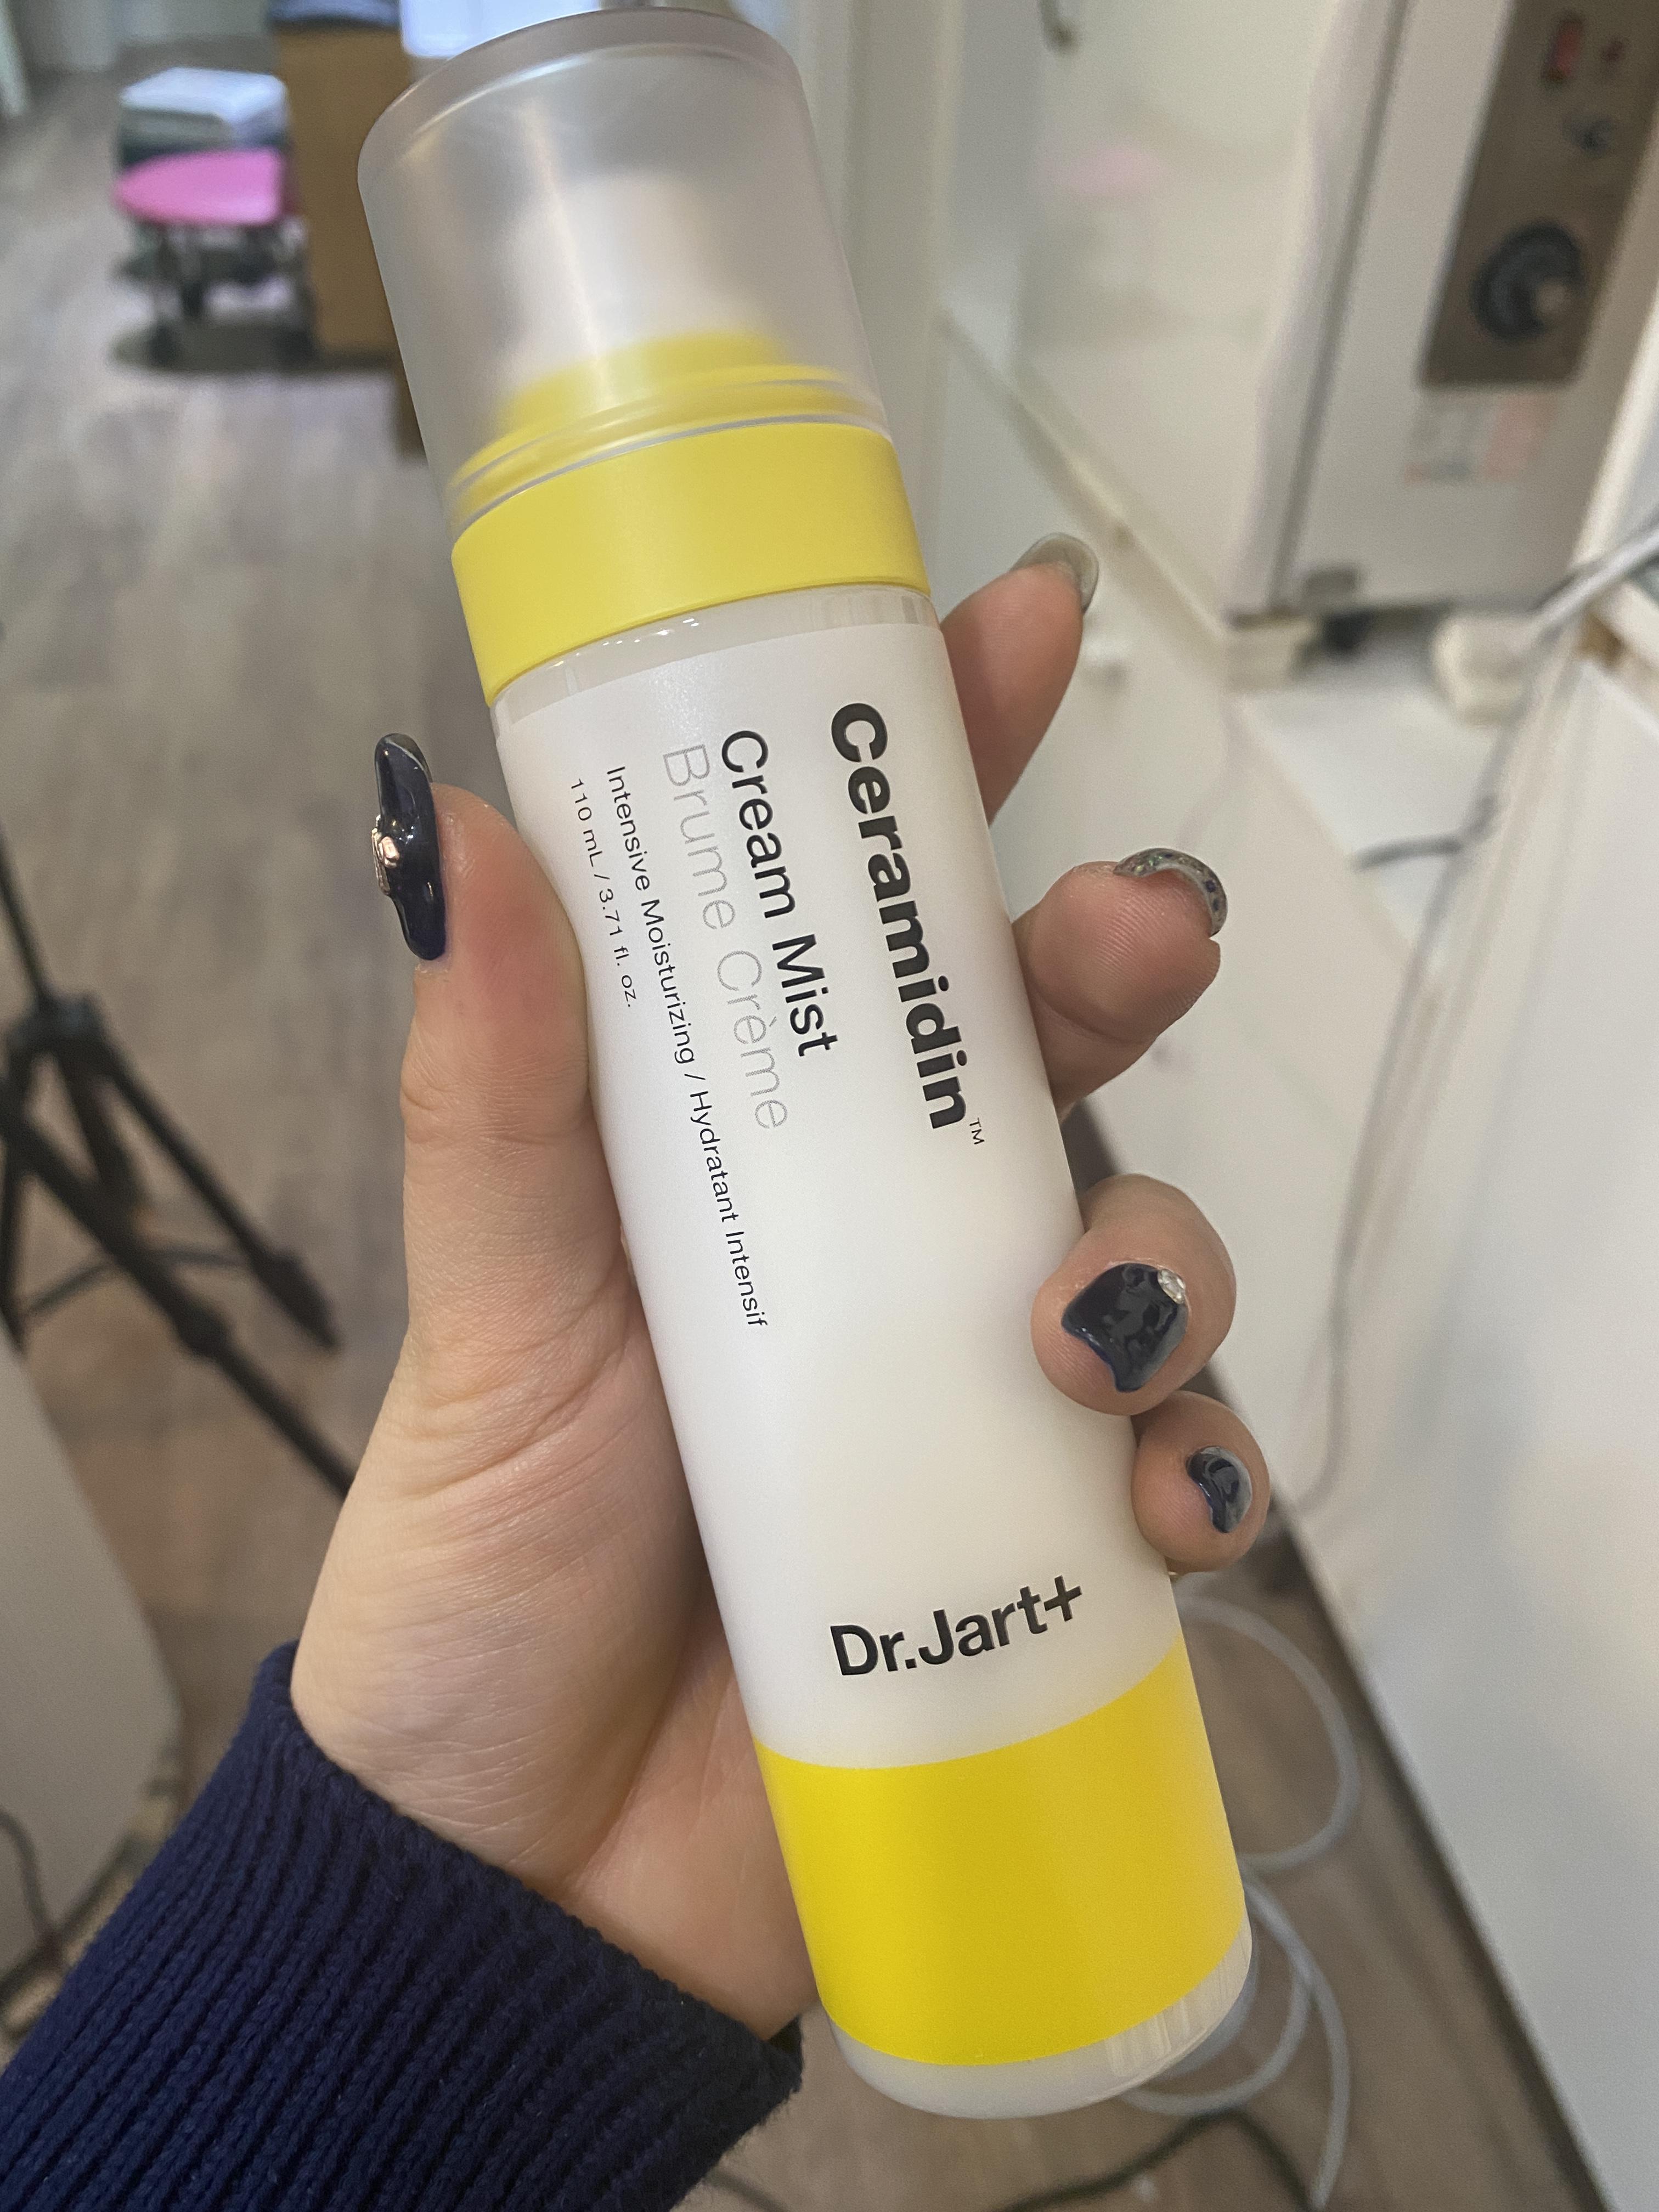 Ceramidin™
Cream Mist
Brume Crème
Intensive Moisturizing / Hydratant Intensif
110 mL / 3.71 fl. oz.
Dr.Jart+